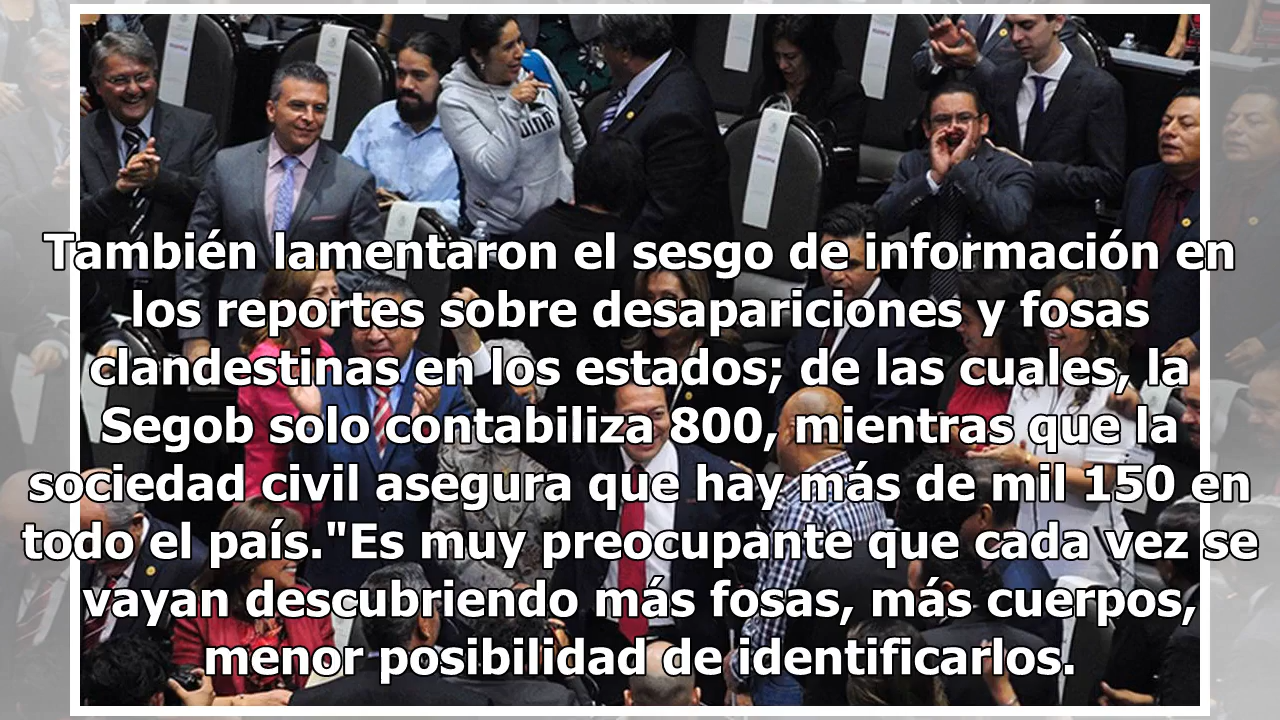 También lamentaron el sesgo de información en
los reportes sobre desapariciones y fosas
clandestinas en los estados; de las cuales, la
Segob solo contabiliza 800, mientras que la
sociedad civil asegura que hay más de mil 150 en
todo el país."Es muy preocupante que cada vez se
vayan descubriendo más fosas, más cuerpos,
menor posibilidad de identificarlos.